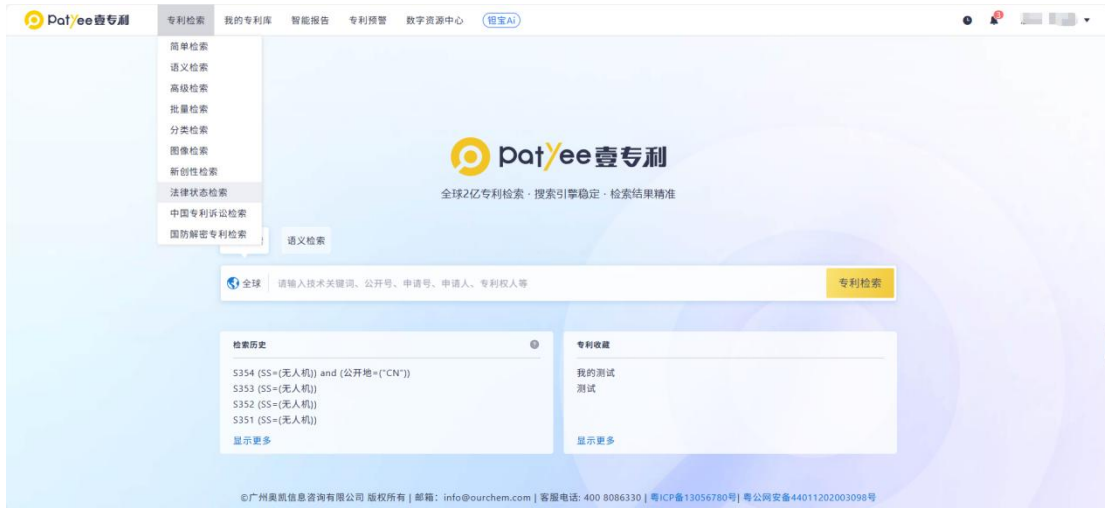 Patyee壹专利 专利检索 我的专利库 智能报告 专利预警 数字资源中心 钽宝Ai 3
简单检索
语义检索
高级检索
批量检索
分类检索
图像检索
新创性检索
法律状态检索
中国专利诉讼检索
国防解密专利检索
Patyee壹专利
全球2亿专利检索 · 搜索引擎稳定 · 检索结果精准
语义检索
全球 请输入技术关键词、公开号、申请号、申请人、专利权人等 专利检索
检索历史
S354 (SS=(无人机)) and (公开地=("CN"))
S353 (SS=(无人机))
S352 (SS=(无人机))
S351 (SS=(无人机))
显示更多
专利收藏
我的测试
测试
显示更多
©广州奥凯信息咨询有限公司 版权所有 | 邮箱：info@ourchem.com | 客服电话: 400 8086330 | 粤ICP备13056780号| 粤公网安备44011202003098号